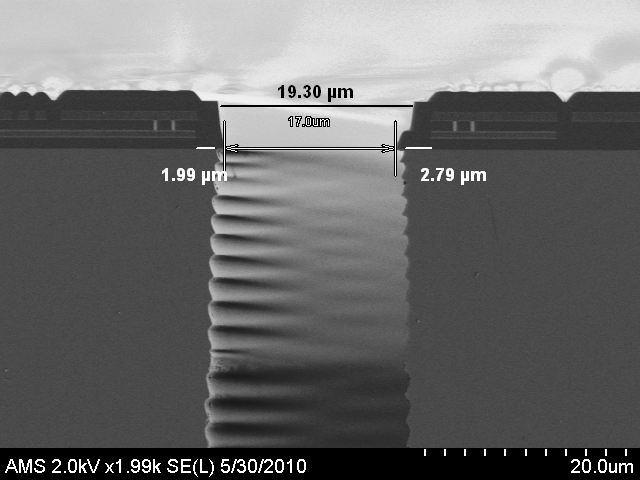 19.30 µm
17.0um
1.99 µm
2.79 µm
AMS 2.0kV x1.99k SE(L) 5/30/2010
20.0um